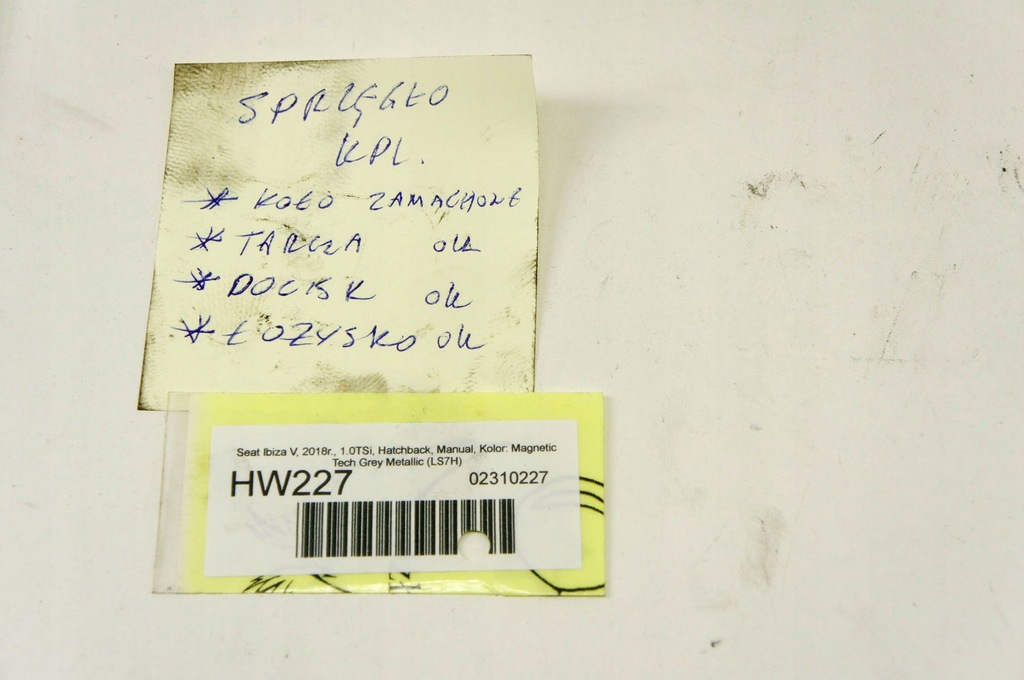 SPRZĘGŁO
KPL.
* KOŁO ZAMACHOWE
* TARCZA ok
* DOCISK ok
* ŁOZYSKO ok
Seat Ibiza V, 2018r., 1.0TSi, Hatchback, Manual, Kolor: Magnetic
Tech Grey Metallic (LS7H)
HW227 02310227